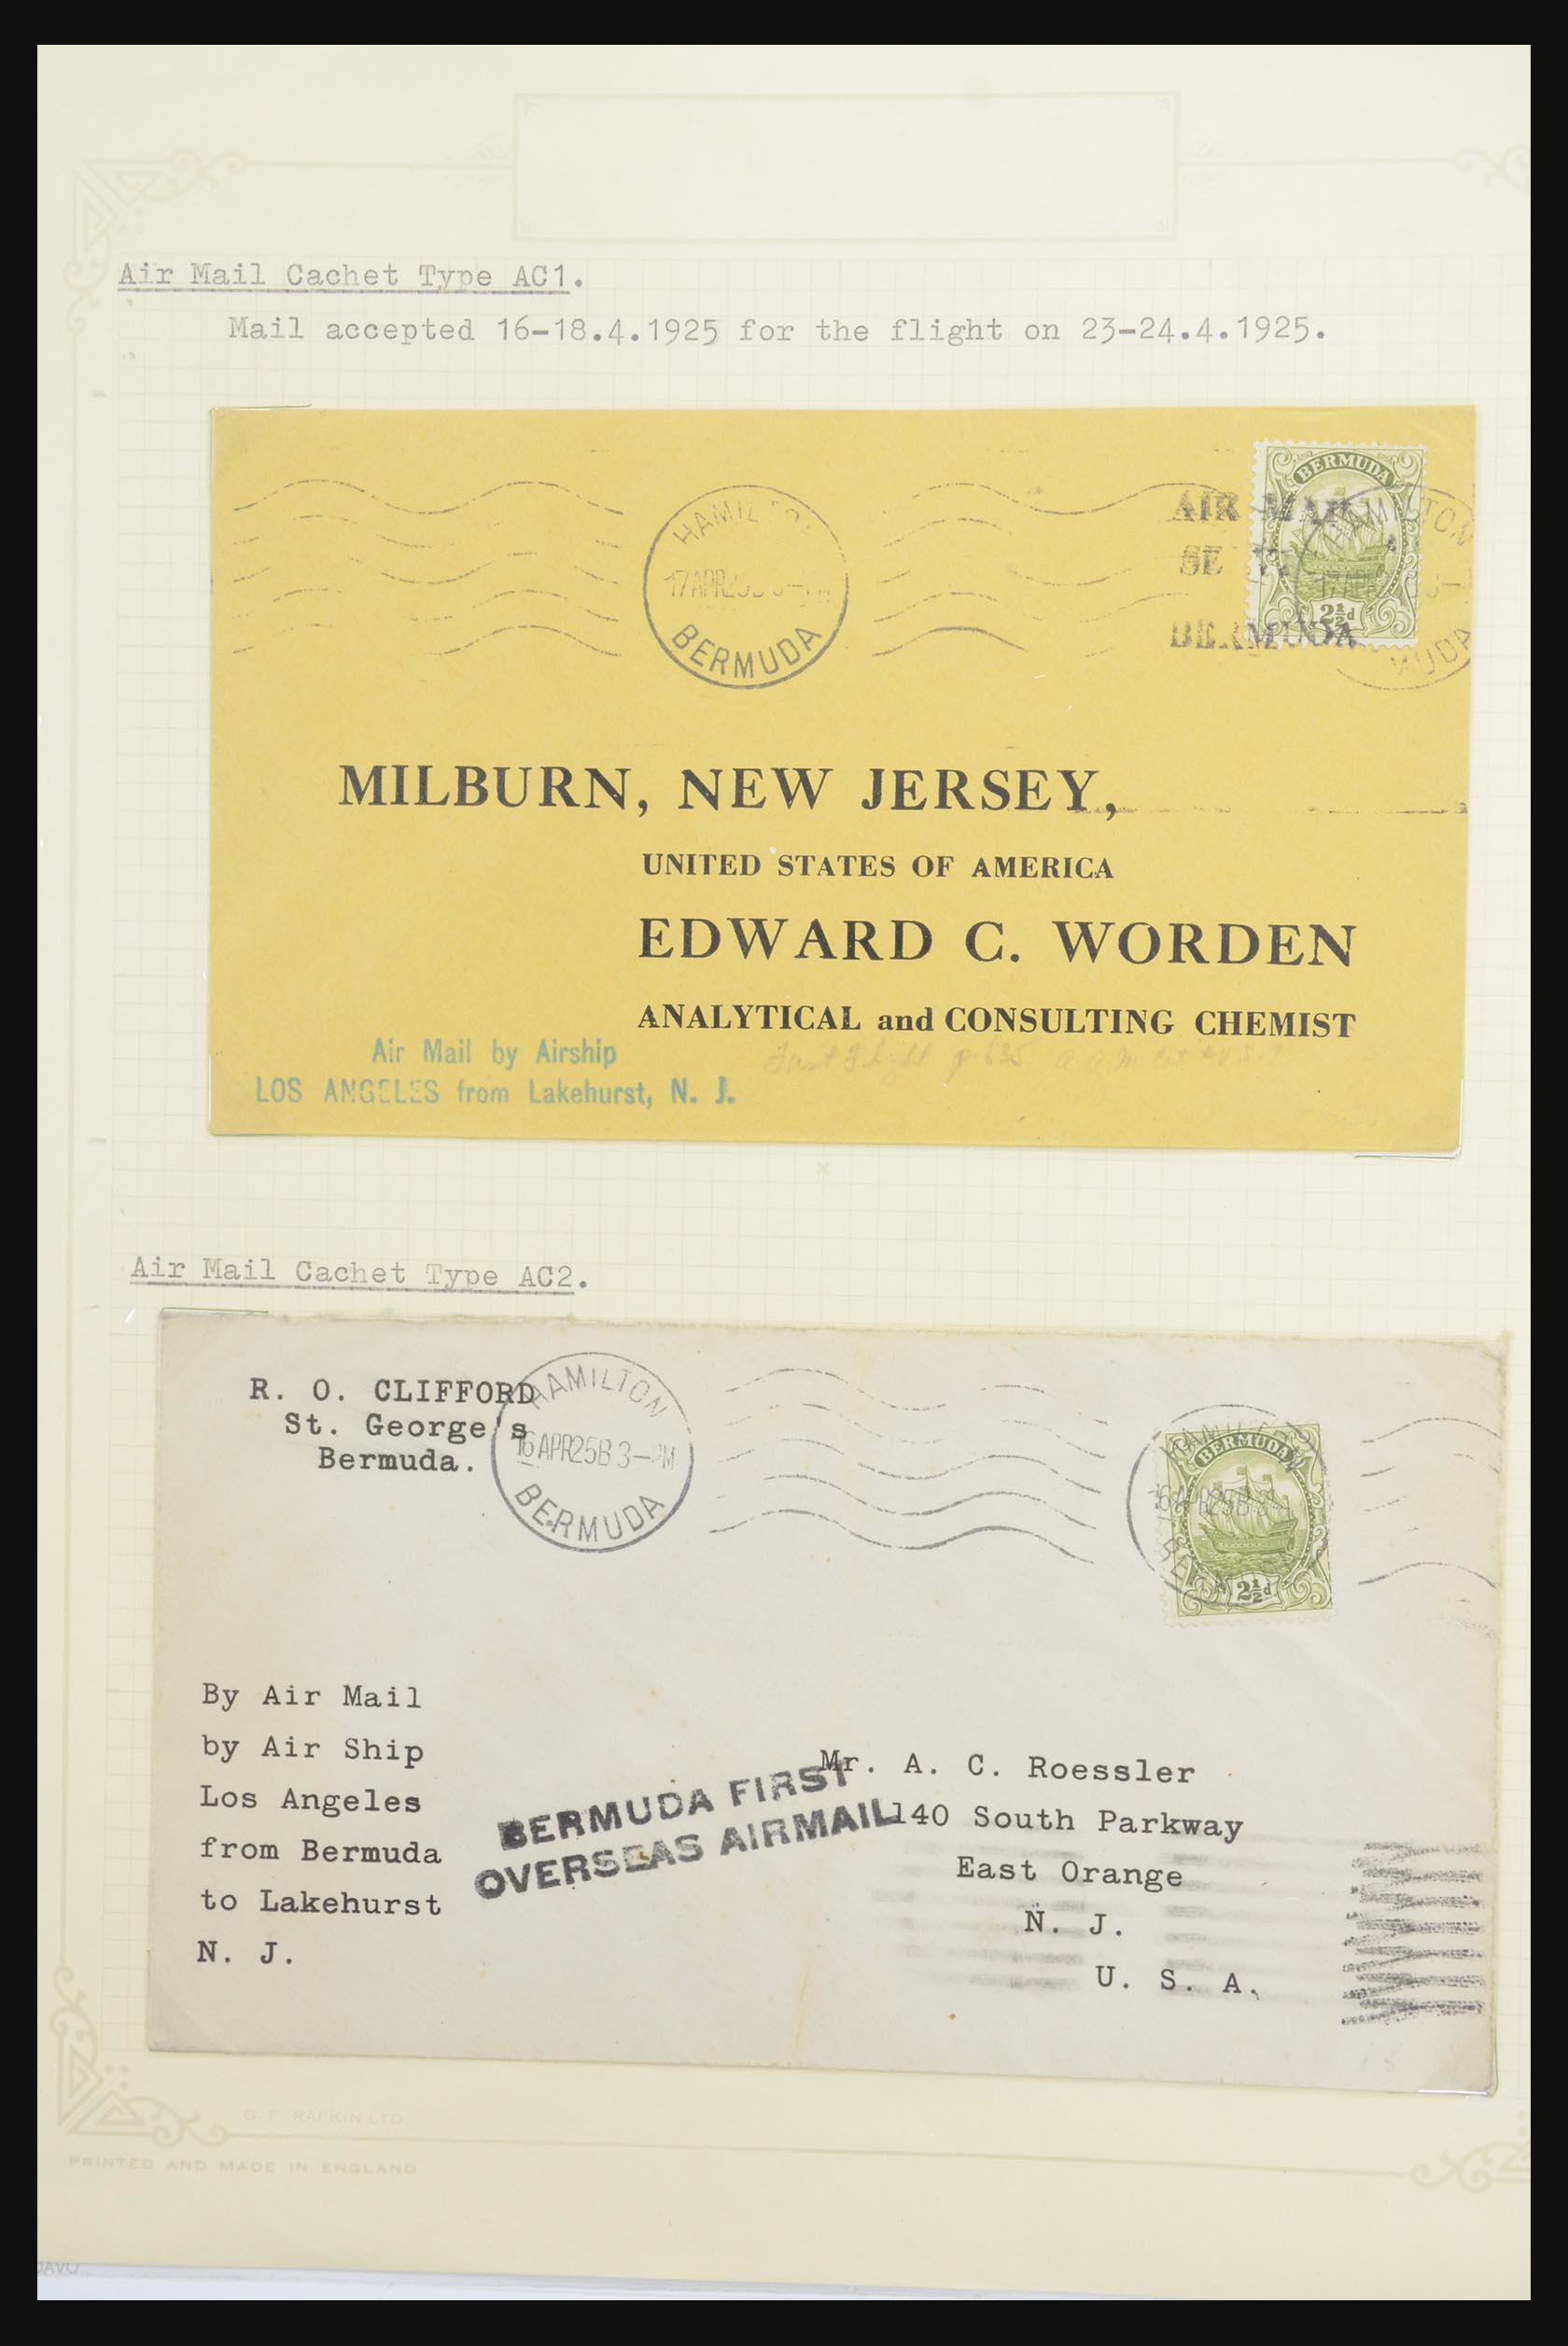 Air Mail Cachet Type AC1.
Mail accepted 16-18.4.1925 for the flight on 23-24.4.1925.
HAMILTON
BERMUDA
BERMUDA
2½d
AIR MAIL
BERMUDA
HAMILTON
MUDA
MILBURN, NEW JERSEY,
UNITED STATES OF AMERICA
EDWARD C. WORDEN
ANALYTICAL and CONSULTING CHEMIST
Air Mail by Airship
LOS ANGELES from Lakehurst, N. J.
Air Mail Cachet Type AC2.
R. O. CLIFFORD
St. George's
Bermuda.
HAMILTON
16 APR 25 B 3-PM
BERMUDA
BERMUDA
2½d
By Air Mail
by Air Ship
Los Angeles
from Bermuda
to Lakehurst
N. J.
BERMUDA FIRST
OVERSEAS AIRMAIL
Mr. A. C. Roessler
140 South Parkway
East Orange
N. J.
U. S. A.
G. F. RAPKIN LTD.
PRINTED AND MADE IN ENGLAND